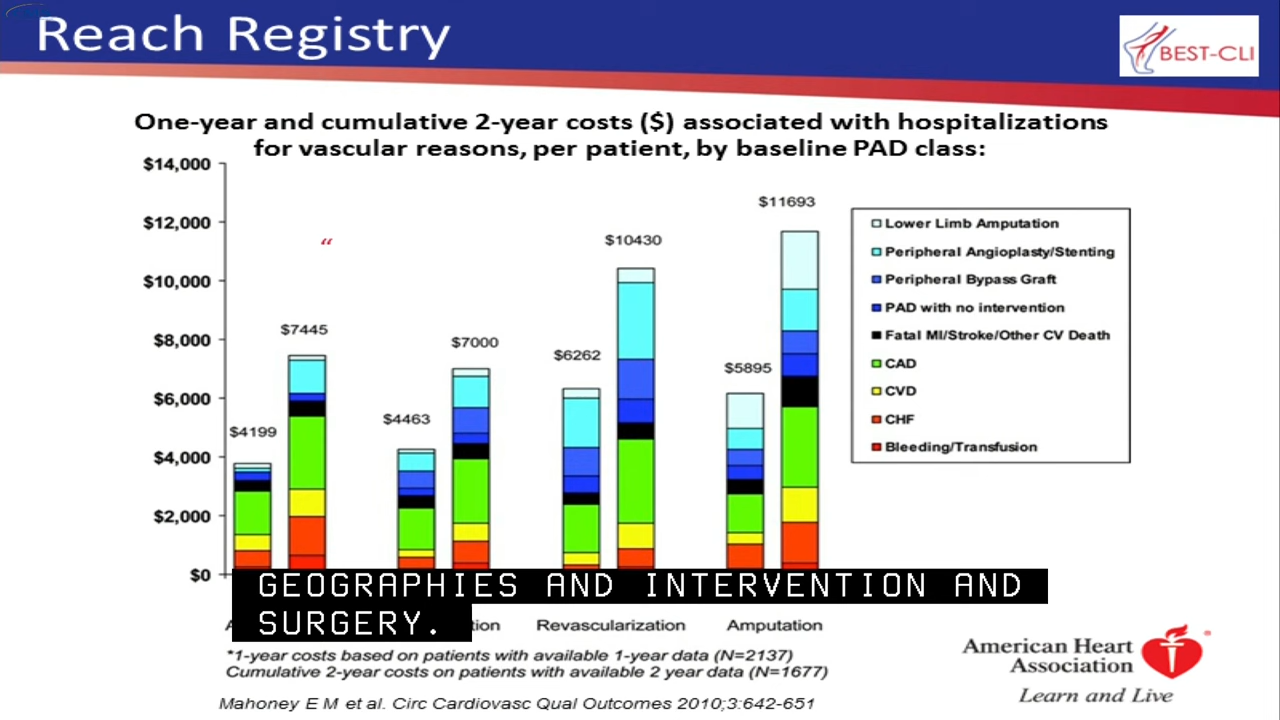 Reach Registry
BEST-CLI
One-year and cumulative 2-year costs ($) associated with hospitalizations
for vascular reasons, per patient, by baseline PAD class:
$14,000
$12,000
$10,000
$8,000
$6,000
$4,000
$2,000
$0
“
$4199
$7445
$4463
$7000
$6262
$10430
$5895
$11693
Lower Limb Amputation
Peripheral Angioplasty/Stenting
Peripheral Bypass Graft
PAD with no intervention
Fatal MI/Stroke/Other CV Death
CAD
CVD
CHF
Bleeding/Transfusion
GEOGRAPHIES AND INTERVENTION AND
SURGERY.
Revascularization
Amputation
*1-year costs based on patients with available 1-year data (N=2137)
Cumulative 2-year costs on patients with available 2 year data (N=1677)
Mahoney E M et al. Circ Cardiovasc Qual Outcomes 2010;3:642-651
American Heart
Association
Learn and Live